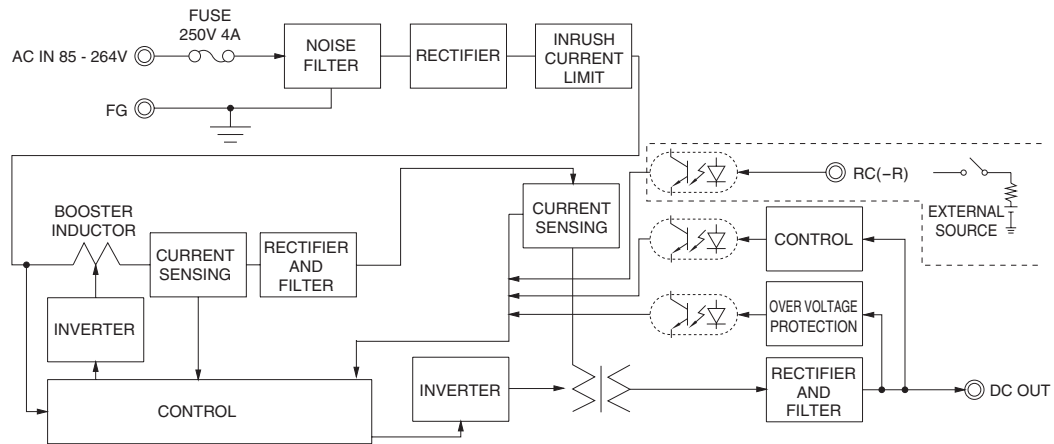 FUSE
250V 4A
AC IN 85 - 264V
NOISE
FILTER
RECTIFIER
INRUSH
CURRENT
LIMIT
FG
RC(−R)
EXTERNAL
SOURCE
BOOSTER
INDUCTOR
CURRENT
SENSING
RECTIFIER
AND
FILTER
CURRENT
SENSING
CONTROL
INVERTER
OVER VOLTAGE
PROTECTION
CONTROL
INVERTER
RECTIFIER
AND
FILTER
DC OUT